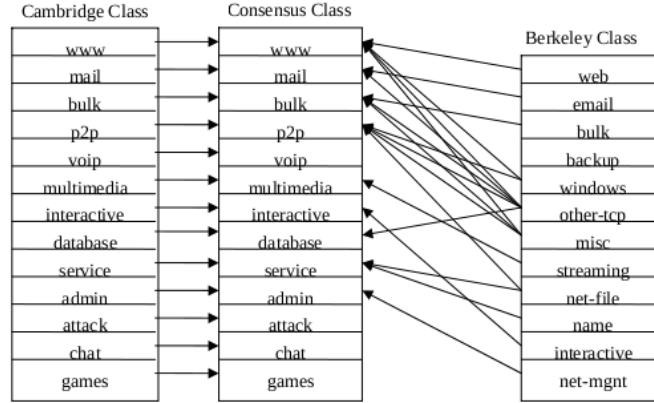 Cambridge Class
www
mail
bulk
p2p
voip
multimedia
interactive
database
service
admin
attack
chat
games
Consensus Class
www
mail
bulk
p2p
voip
multimedia
interactive
database
service
admin
attack
chat
games
Berkeley Class
web
email
bulk
backup
windows
other-tcp
misc
streaming
net-file
name
interactive
net-mgnt